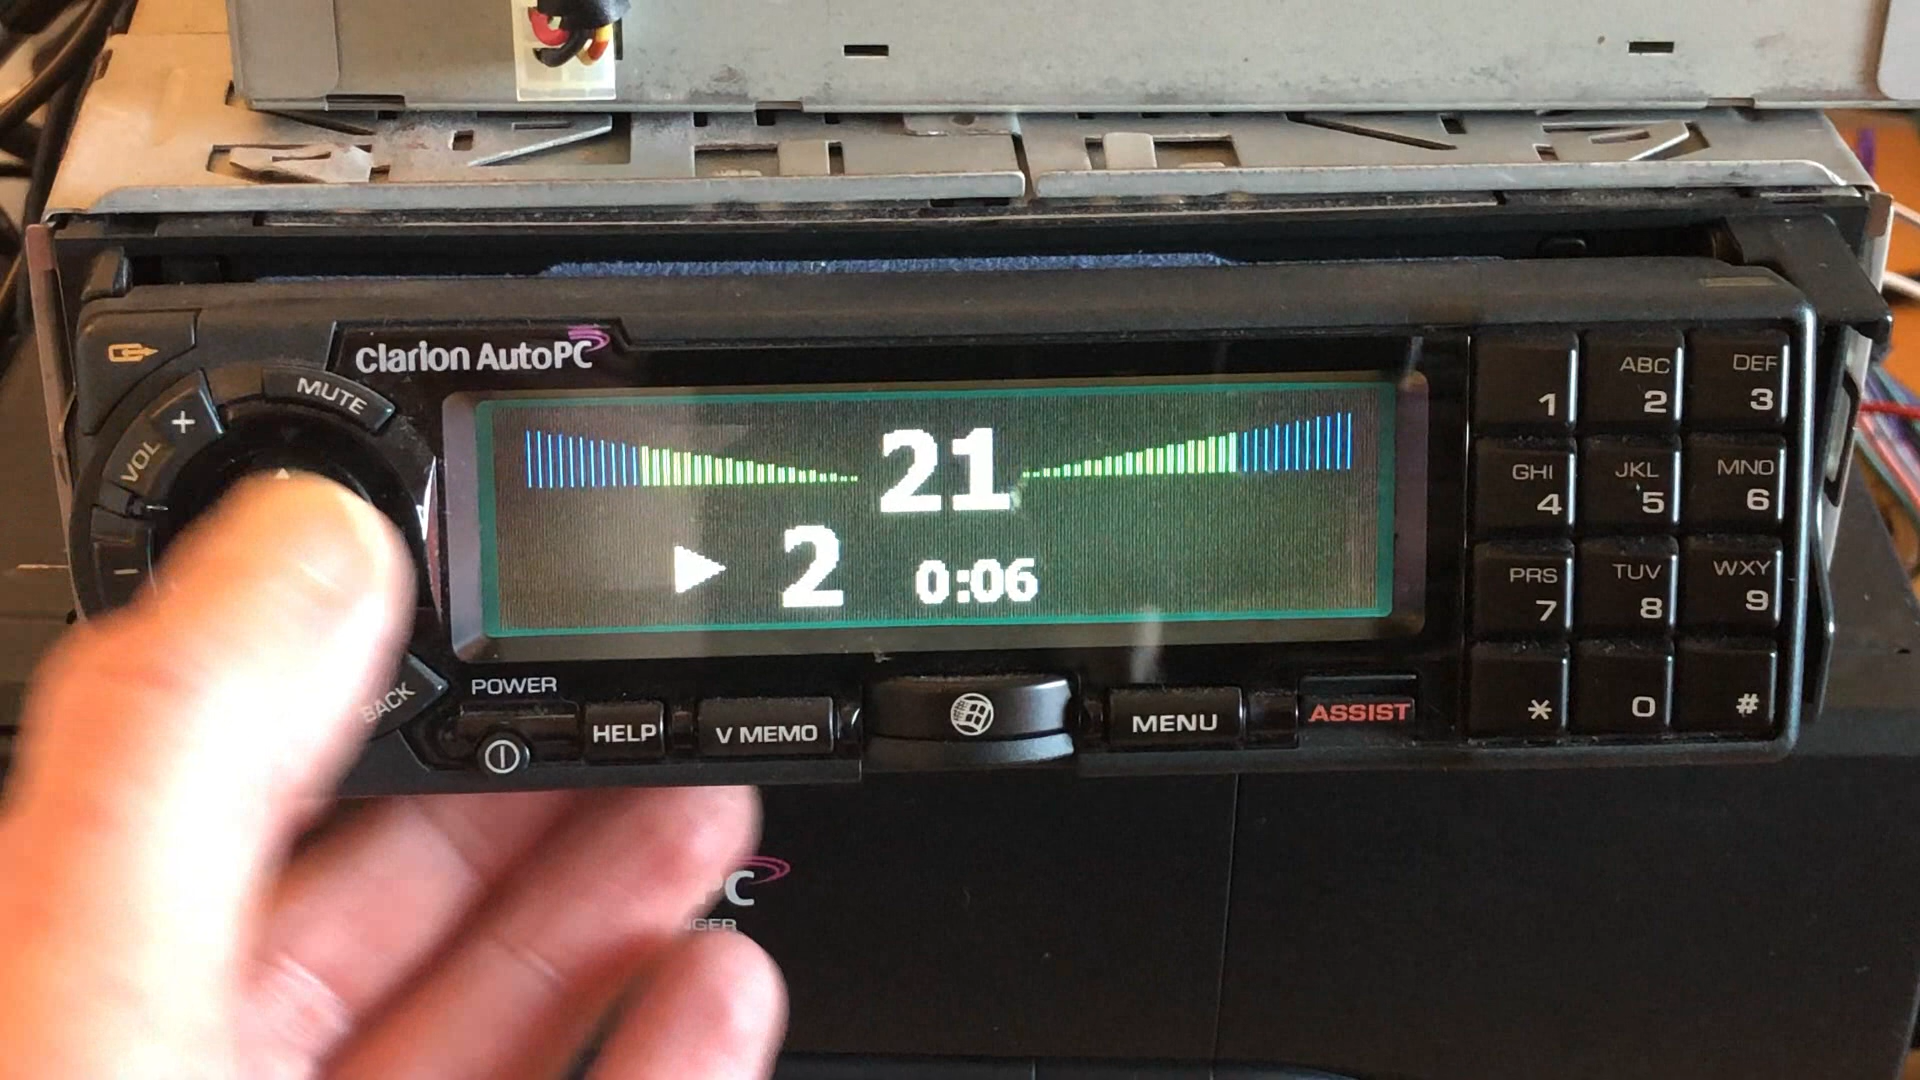 clarion AutoPC
MUTE
VOL
+
−
21
2 0:06
1
ABC
2
DEF
3
GHI
4
JKL
5
MNO
6
PRS
7
TUV
8
WXY
9
*
0
#
BACK
POWER
HELP
V MEMO
MENU
ASSIST
PC